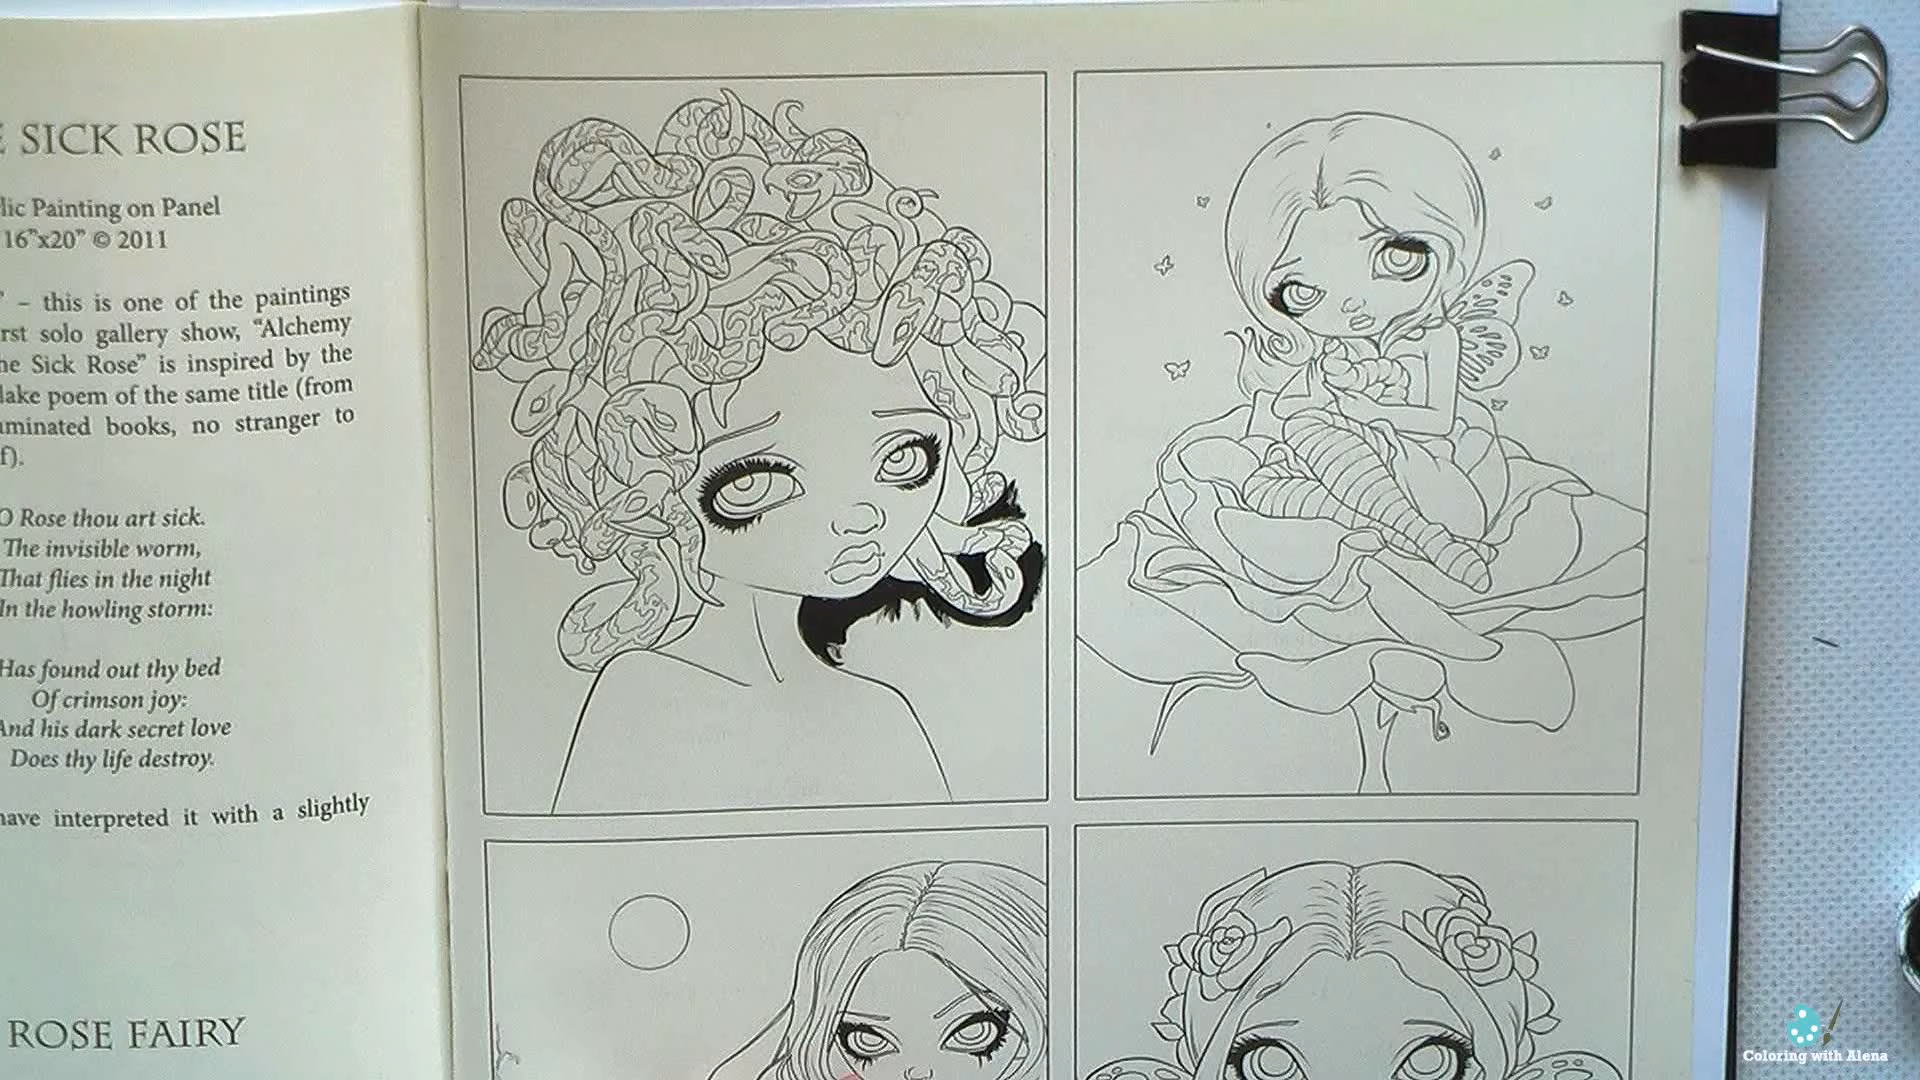 SICK ROSE
Painting on Panel
16”x20” © 2011
– this is one of the paintings
solo gallery show, “Alchemy
Sick Rose” is inspired by the
poem of the same title (from
books, no stranger to
O Rose thou art sick.
The invisible worm,
That flies in the night
In the howling storm:
Has found out thy bed
Of crimson joy:
And his dark secret love
Does thy life destroy.
have interpreted it with a slightly
ROSE FAIRY
Coloring with Alena